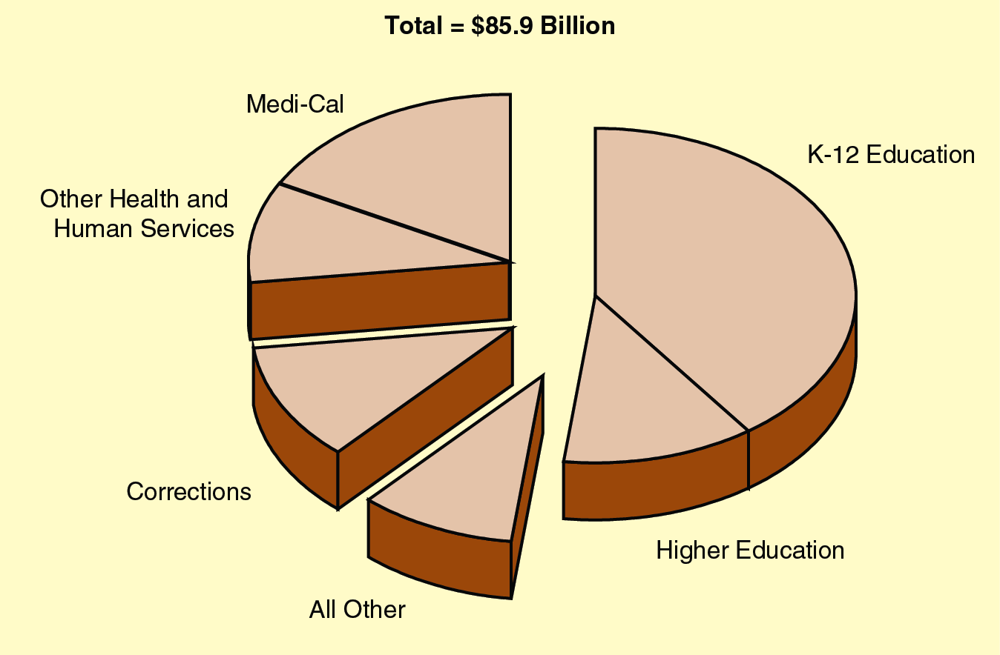 Total = $85.9 Billion
Medi-Cal
K-12 Education
Other Health and
Human Services
Corrections
Higher Education
All Other